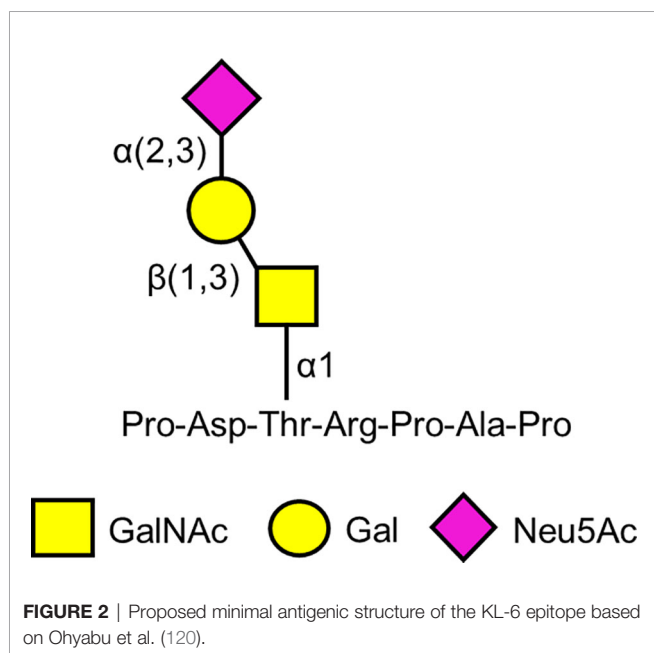 α(2,3)
β(1,3)
α1
Pro-Asp-Thr-Arg-Pro-Ala-Pro
GalNAc Gal Neu5Ac
FIGURE 2 | Proposed minimal antigenic structure of the KL-6 epitope based
on Ohyabu et al. (120).